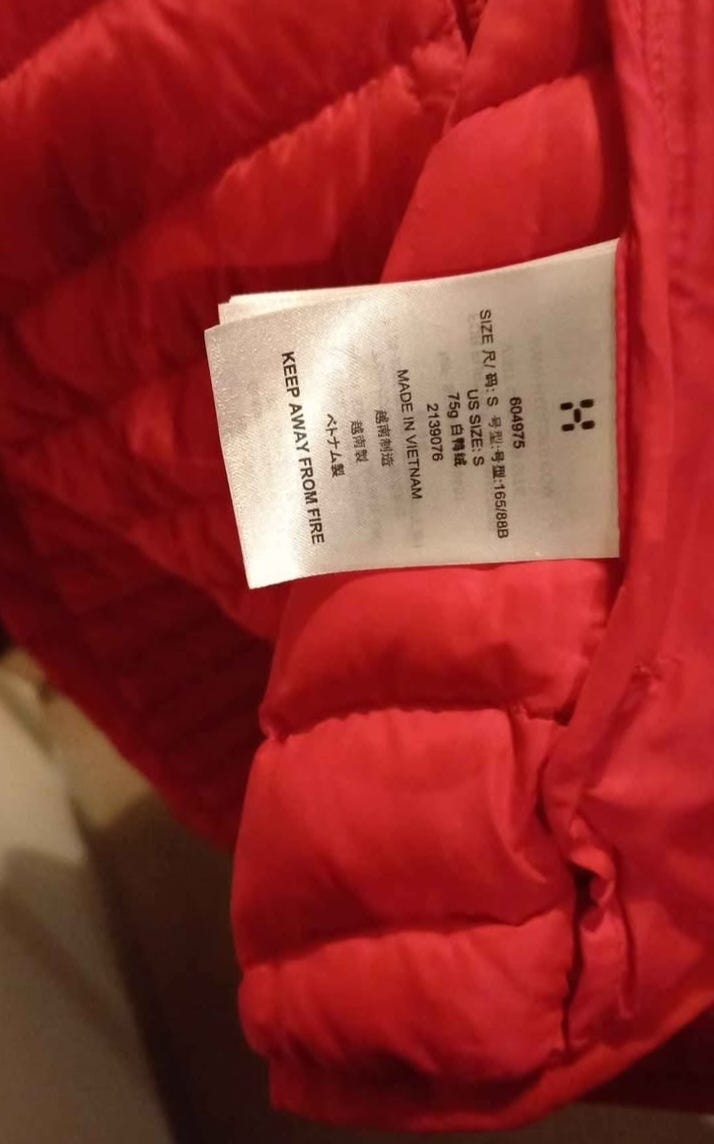 604975
SIZE 尺/ 码: S 号型:号型:165/88B
US SIZE: S
75g 白鸭绒
2139076
MADE IN VIETNAM
越南制造
越南製
ベトナム製
KEEP AWAY FROM FIRE